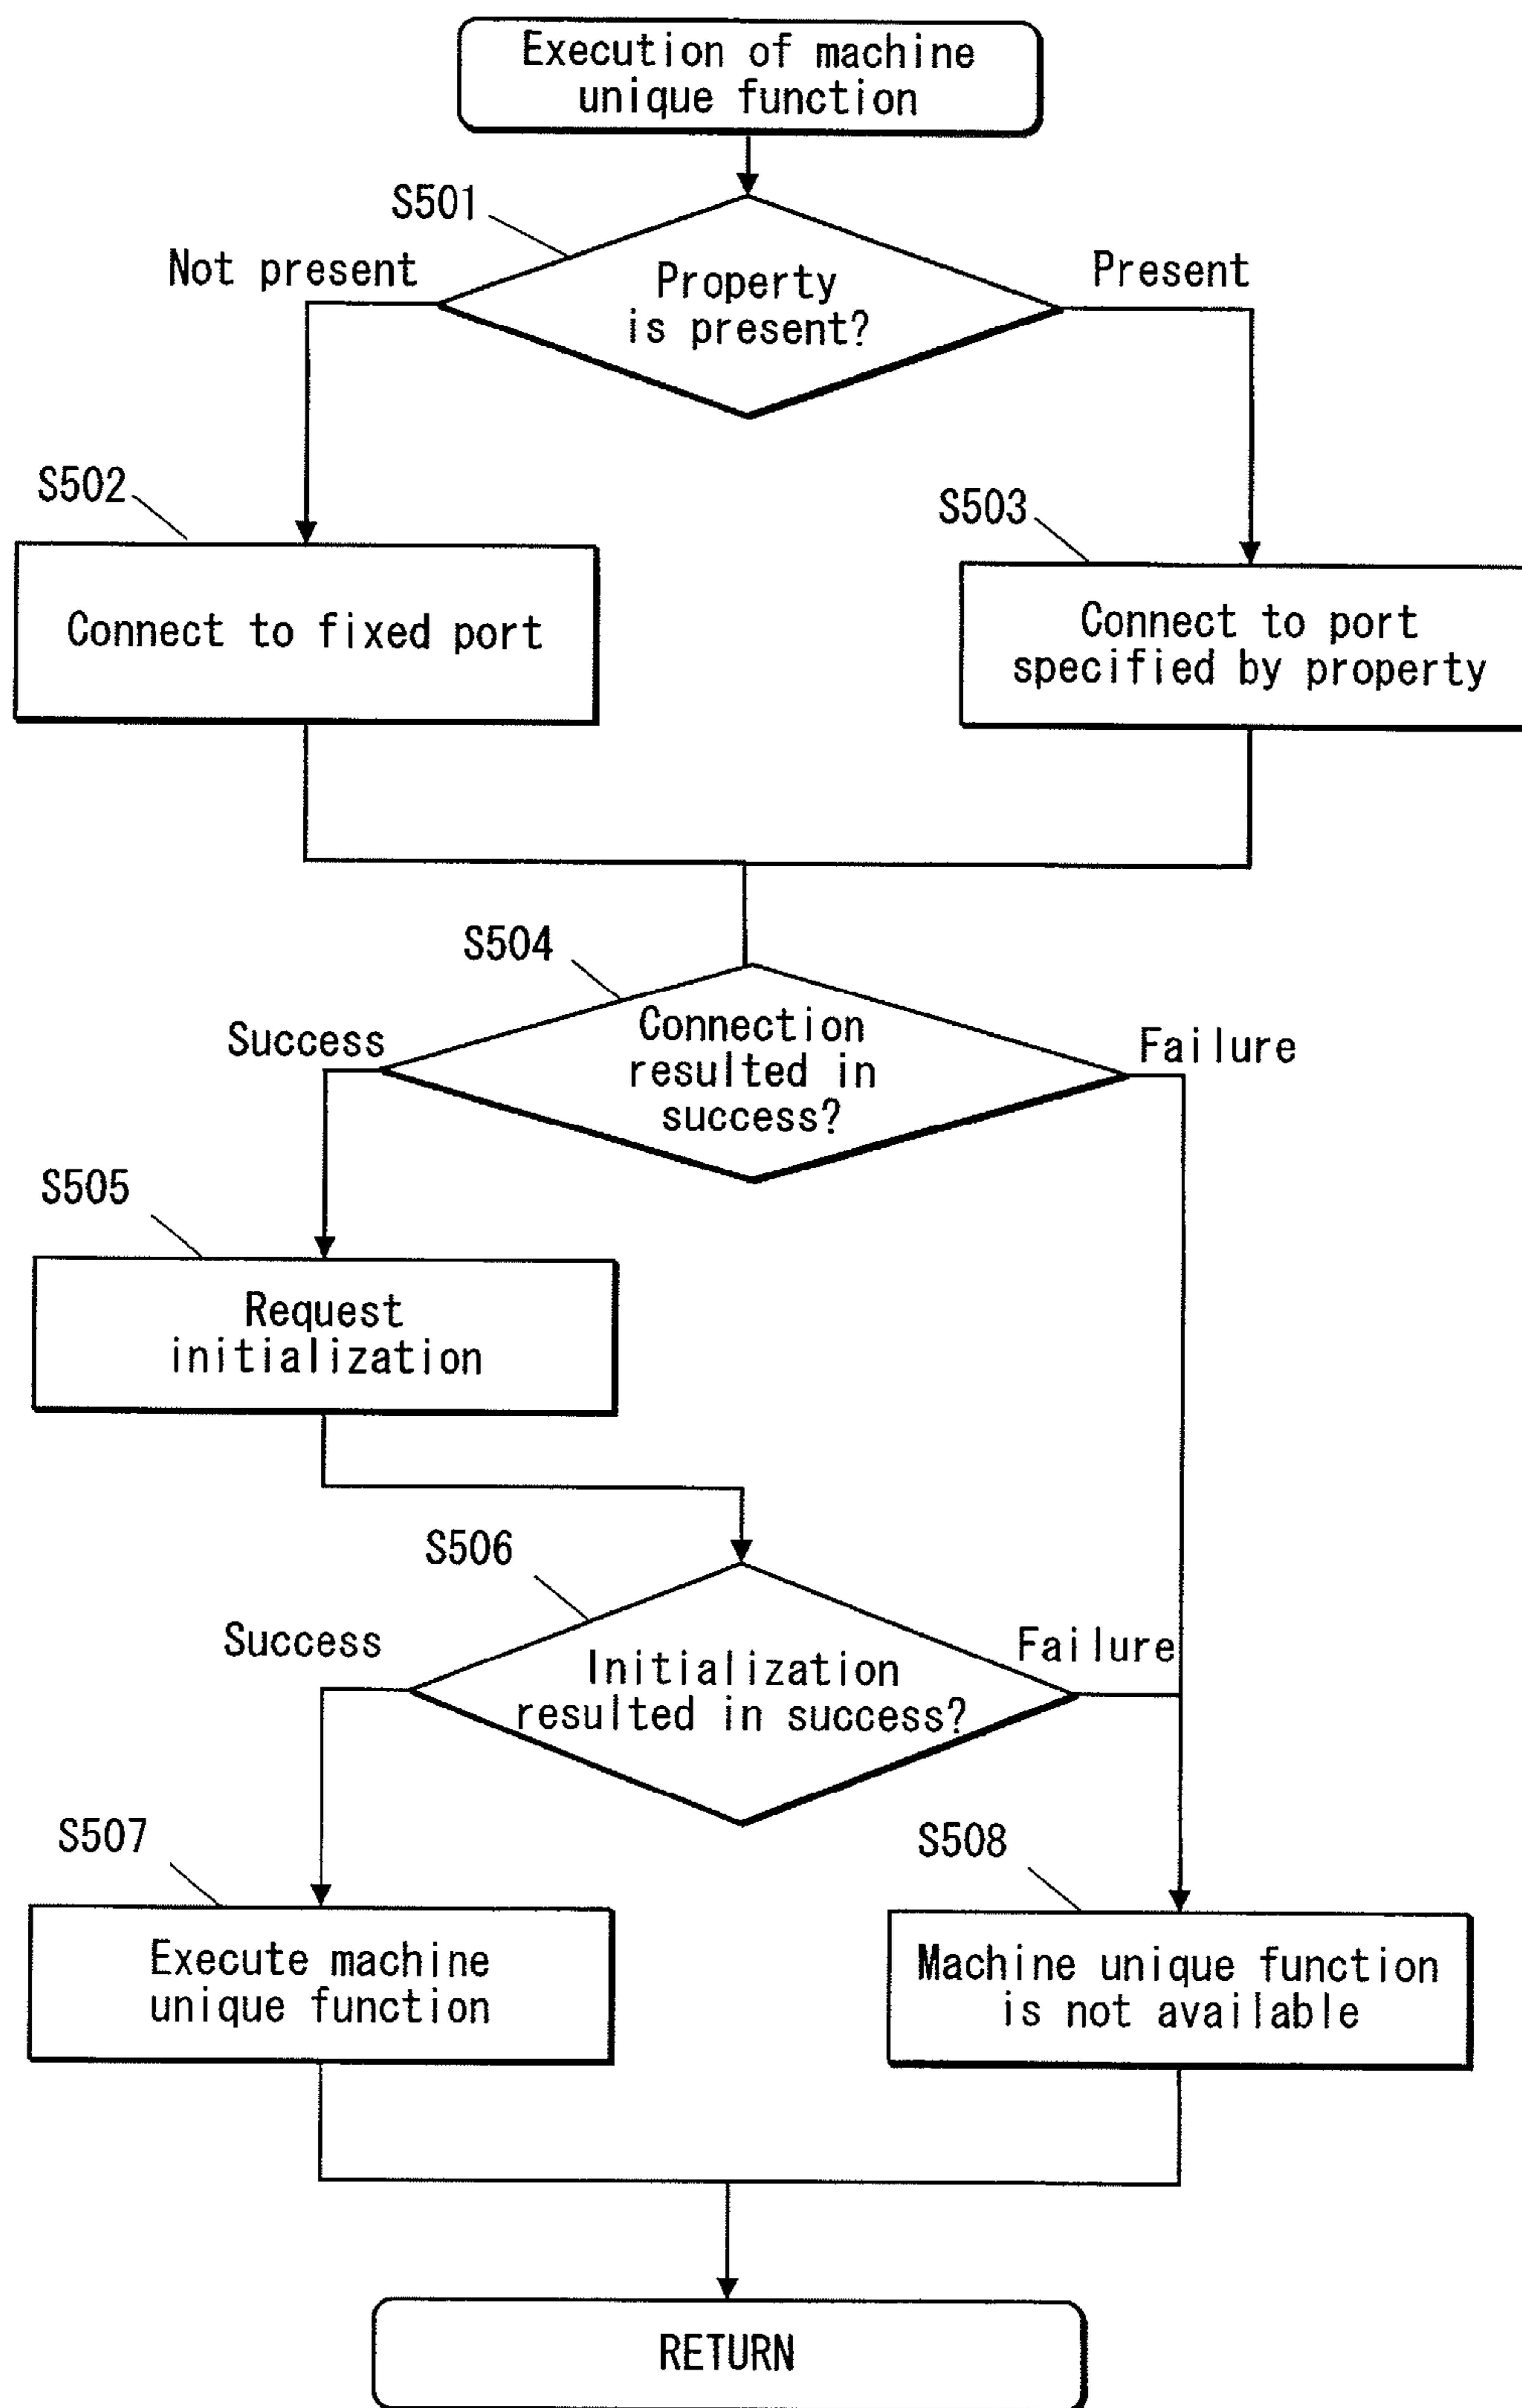 Execution of machine
unique function
S501
Not present
Present
Property
is present?
S502
S503
Connect to fixed port
Connect to port
specified by property
S504
Success
Connection
resulted in
success?
Failure
S505
Request
initialization
S506
Success
Initialization
resulted in success?
Failure
S507
S508
Execute machine
unique function
Machine unique function
is not available
RETURN